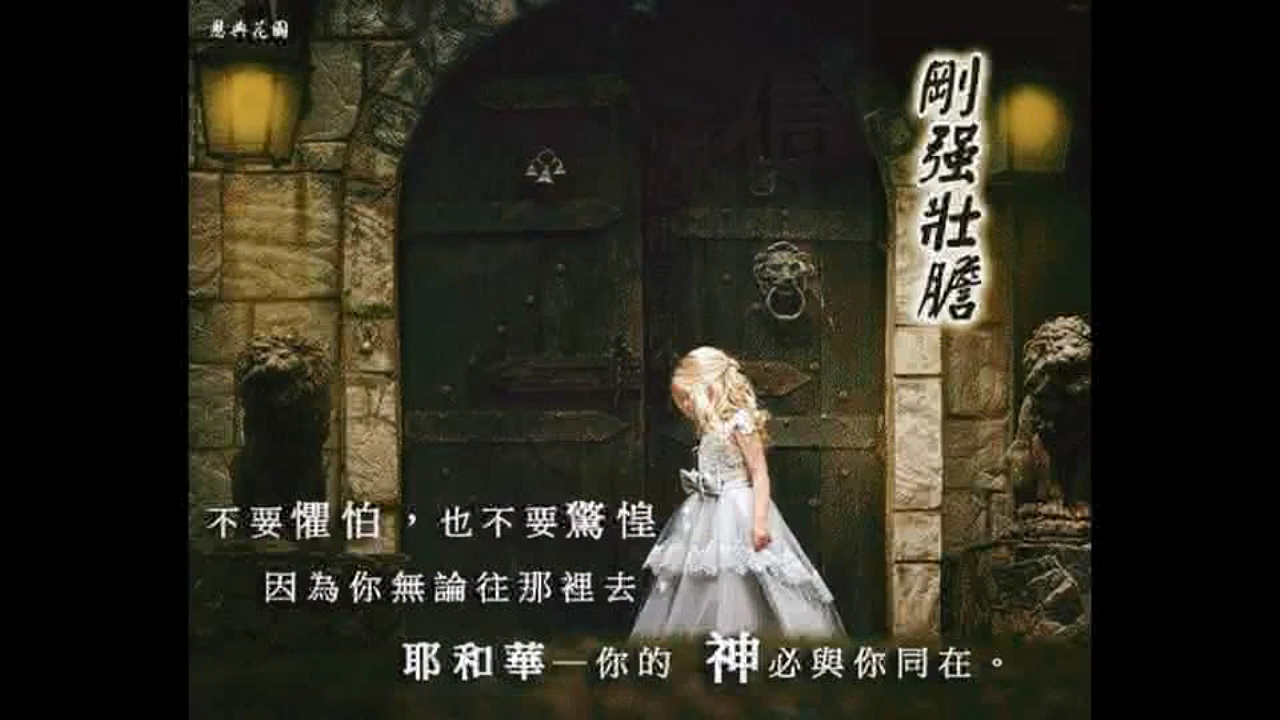 恩典花園
剛强壯膽
不要懼怕，也不要驚惶
因為你無論往那裡去
耶和華—你的 神必與你同在。